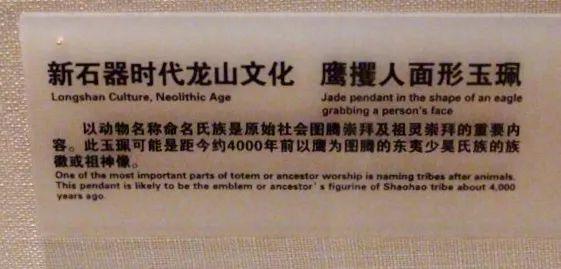 新石器时代龙山文化 鹰攫人面形玉珮
Longshan Culture, Neolithic Age Jade pendant in the shape of an eagle
grabbing a person's face
以动物名称命名氏族是原始社会图腾崇拜及祖灵崇拜的重要内
容。此玉珮可能是距今约4000年前以鹰为图腾的东夷少昊氏族的族
徽或祖神像。
One of the most important parts of totem or ancestor worship is naming tribes after animals.
This pendant is likely to be the emblem or ancestor's figurine of Shaohao tribe about 4,000
years ago.